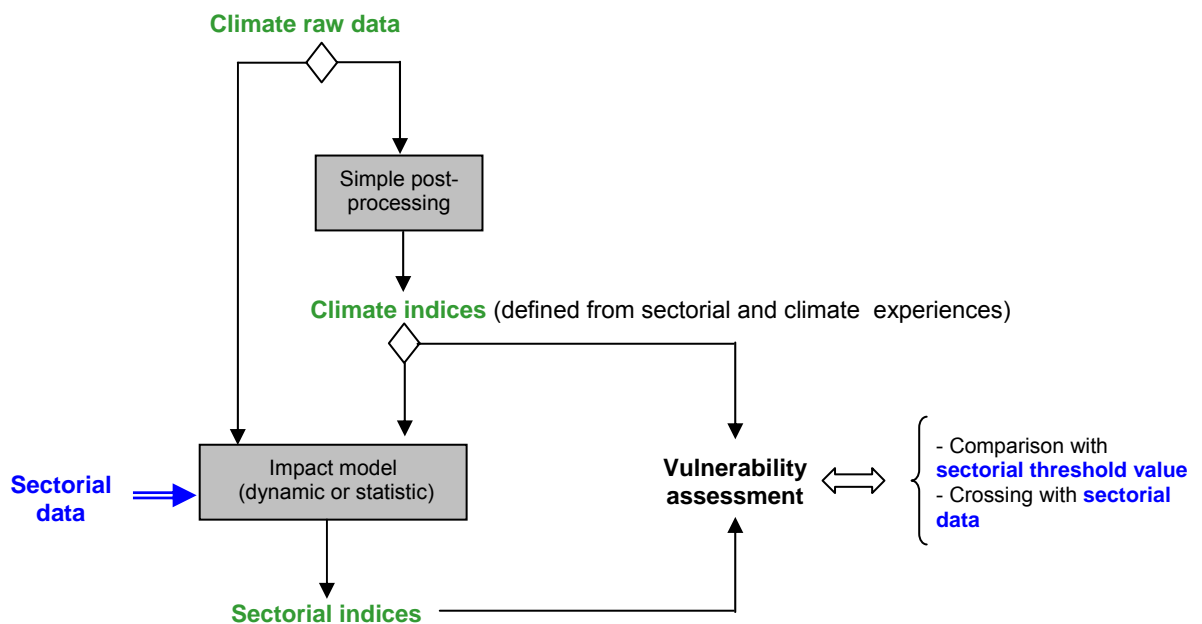 Climate raw data
Simple post-
processing
Climate indices (defined from sectorial and climate experiences)
Sectorial
data
Impact model
(dynamic or statistic)
Vulnerability
assessment
- Comparison with
sectorial threshold value
- Crossing with sectorial
data
Sectorial indices